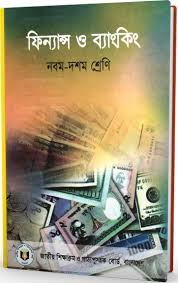 ফিন্যান্স ও ব্যাংকিং
নবম-দশম শ্রেণি
জাতীয় শিক্ষাক্রম ও পাঠ্যপুস্তক বোর্ড, বাংলাদেশ